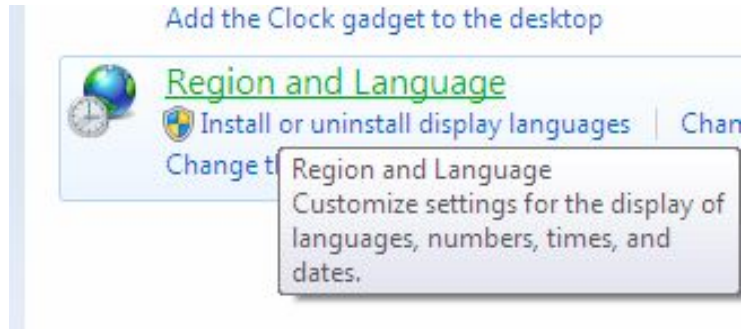 Add the Clock gadget to the desktop
Region and Language
Install or uninstall display languages
Change t
Region and Language
Customize settings for the display of
languages, numbers, times, and
dates.